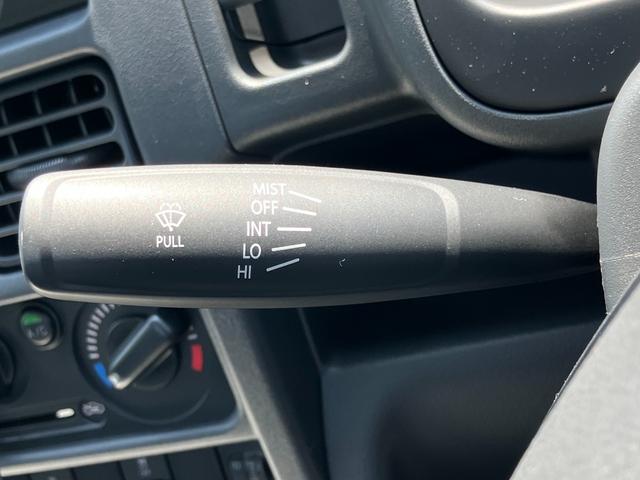 MIST
OFF
INT
LO
HI
PULL
A/C